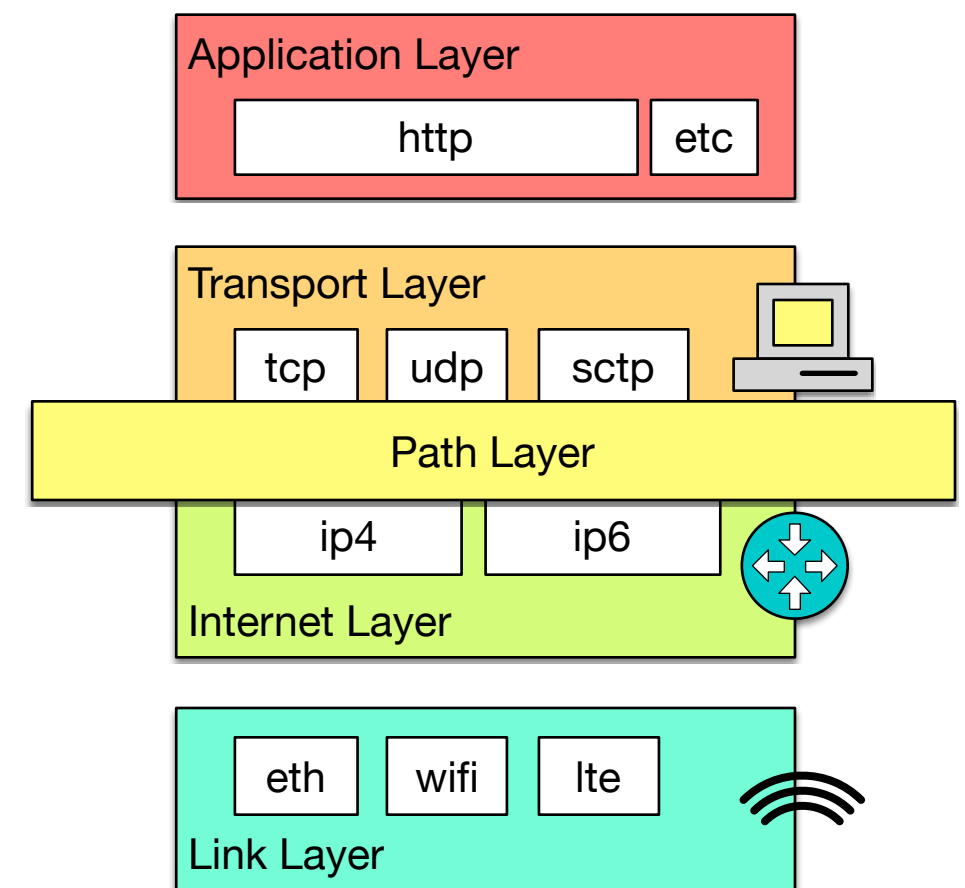 Application Layer
http etc
Transport Layer
tcp udp sctp
Path Layer
ip4 ip6
Internet Layer
eth wifi lte
Link Layer